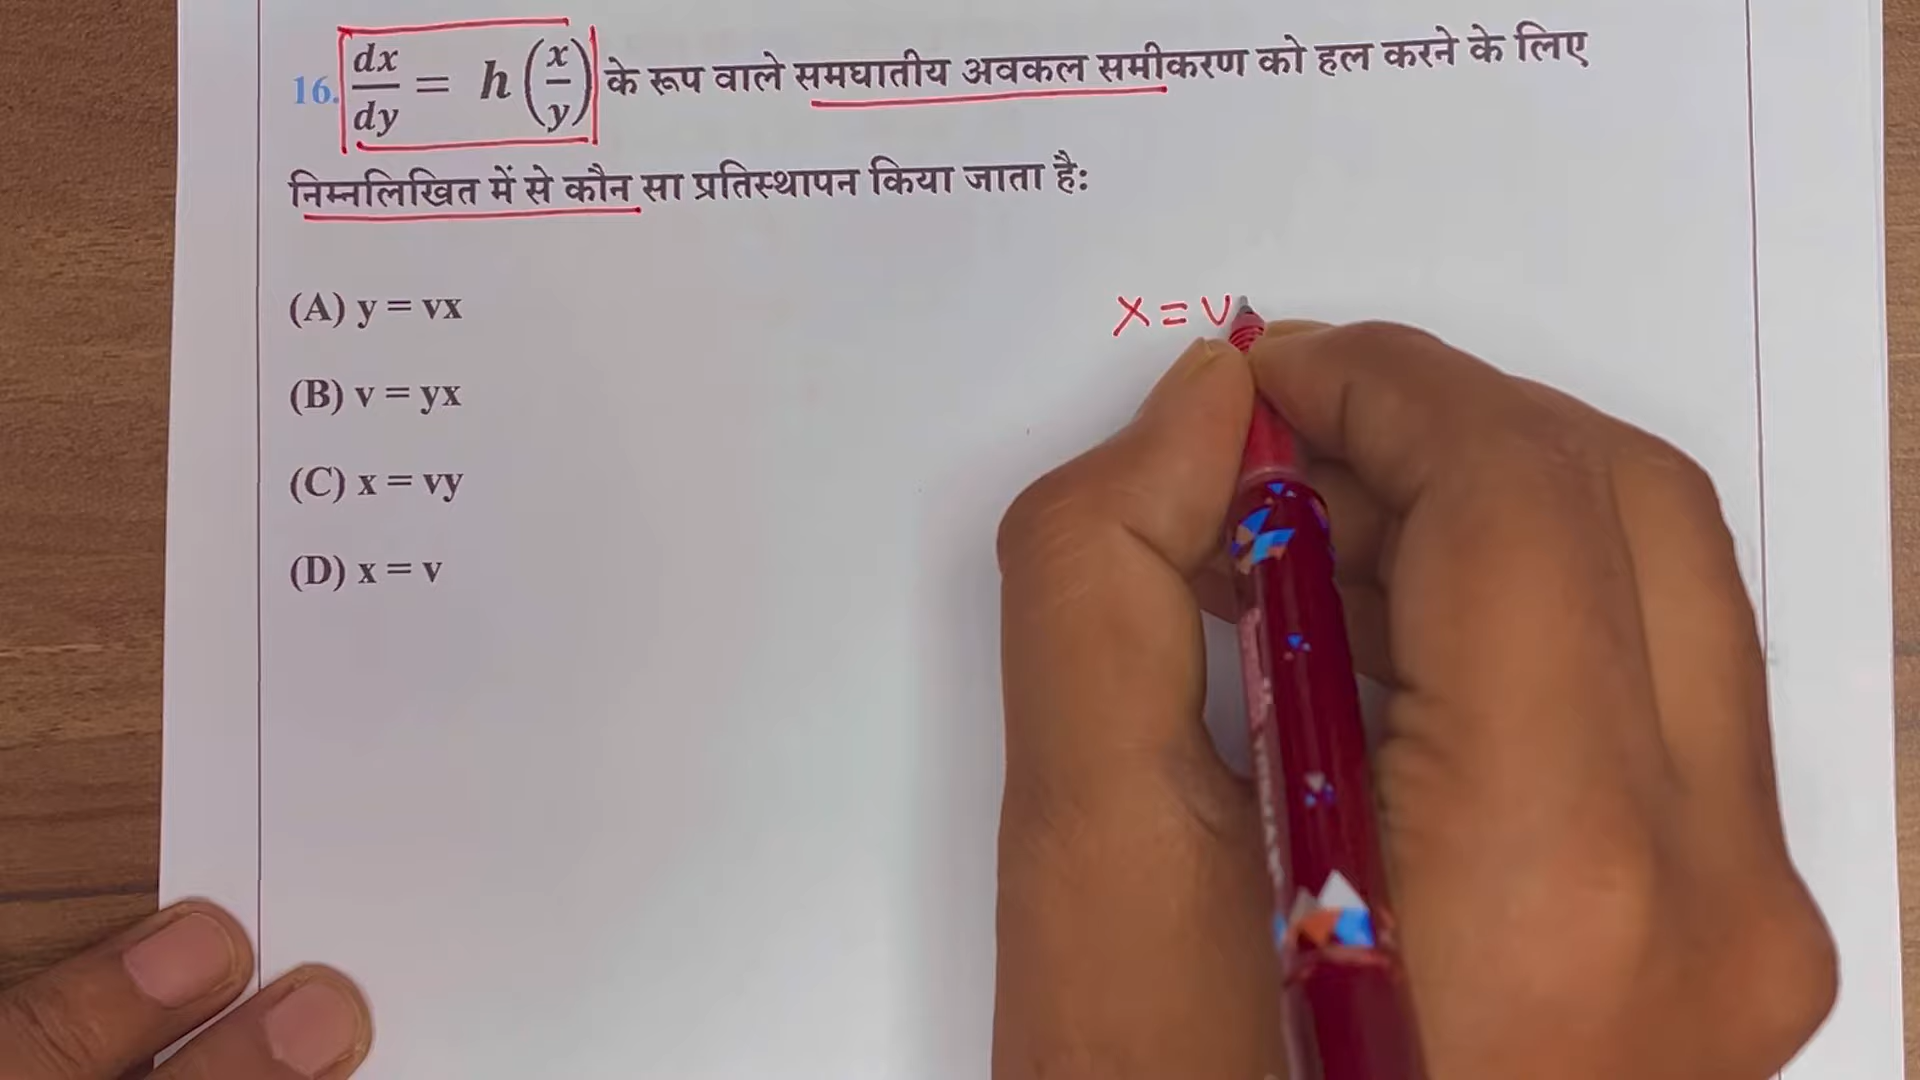 16. dx/dy = h(x/y) के रूप वाले समघातीय अवकल समीकरण को हल करने के लिए
निम्नलिखित में से कौन सा प्रतिस्थापन किया जाता है:
(A) y = vx
x = v
(B) v = yx
(C) x = vy
(D) x = v